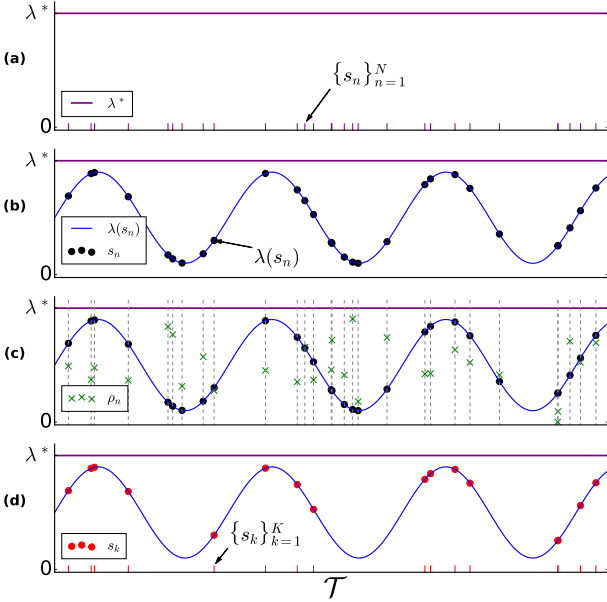 λ*
{s_n}_{n=1}^N
(a)
λ*
0
λ*
(b)
λ(s_n)
s_n
λ(s_n)
0
λ*
(c)
ρ_n
0
λ*
(d)
{s_k}_{k=1}^K
s_k
0
𝒯